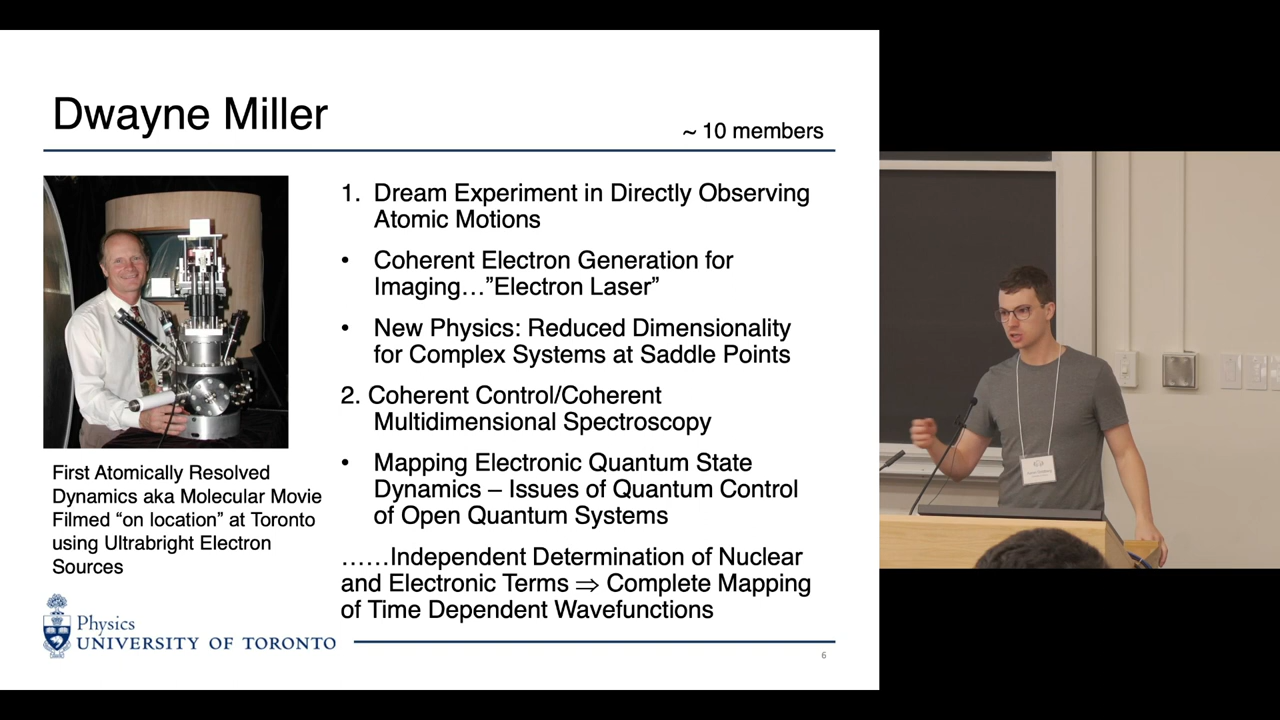 Dwayne Miller
~ 10 members
1. Dream Experiment in Directly Observing
Atomic Motions
• Coherent Electron Generation for
Imaging…”Electron Laser”
• New Physics: Reduced Dimensionality
for Complex Systems at Saddle Points
2. Coherent Control/Coherent
Multidimensional Spectroscopy
• Mapping Electronic Quantum State
Dynamics – Issues of Quantum Control
of Open Quantum Systems
……Independent Determination of Nuclear
and Electronic Terms ⇒ Complete Mapping
of Time Dependent Wavefunctions
First Atomically Resolved
Dynamics aka Molecular Movie
Filmed “on location” at Toronto
using Ultrabright Electron
Sources
Physics
UNIVERSITY OF TORONTO
6